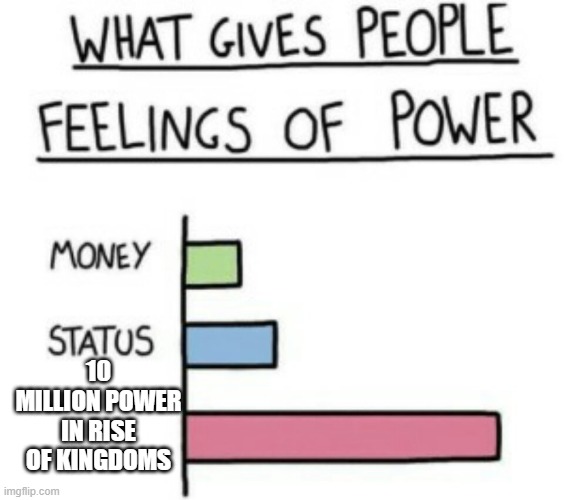 WHAT GIVES PEOPLE
FEELINGS OF POWER
MONEY
STATUS
10
MILLION POWER
IN RISE
OF KINGDOMS
imgflip.com